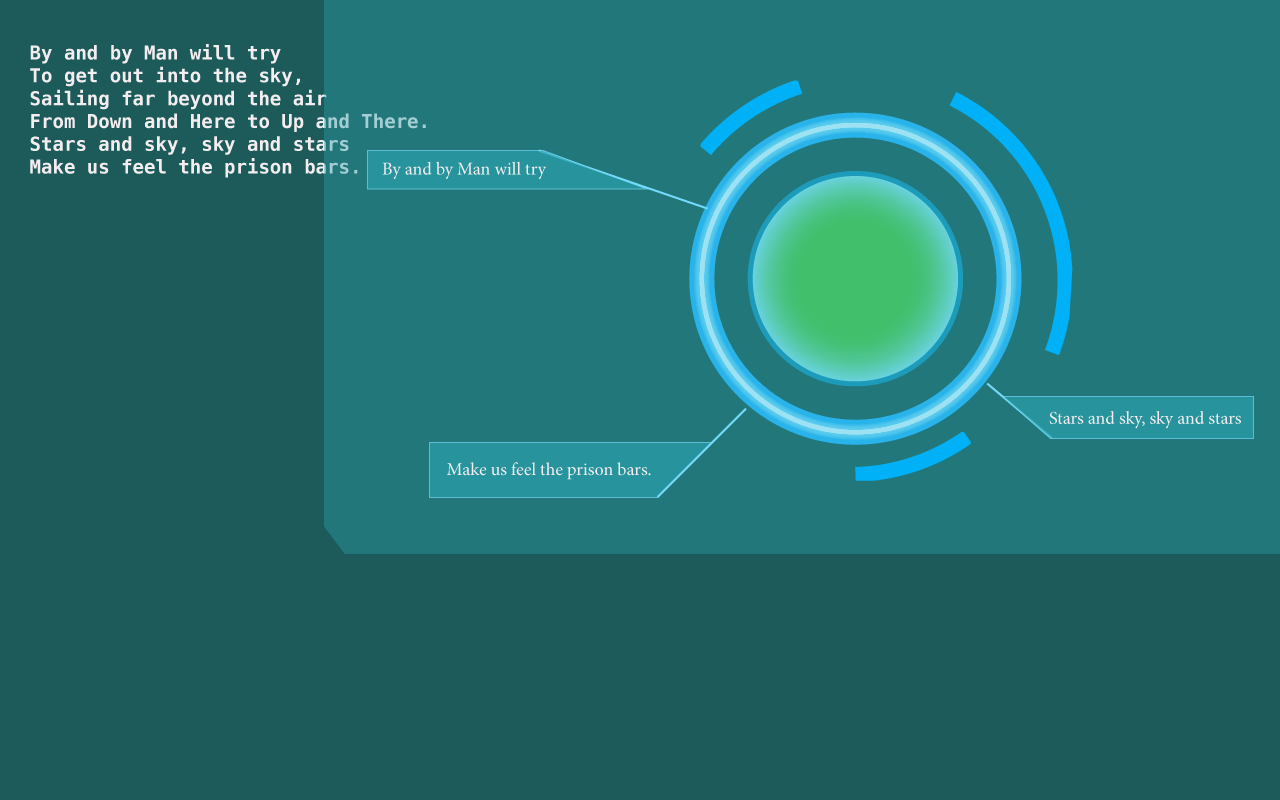 By and by Man will try
To get out into the sky,
Sailing far beyond the air
From Down and Here to Up and There.
Stars and sky, sky and stars
Make us feel the prison bars.
By and by Man will try
Stars and sky, sky and stars
Make us feel the prison bars.